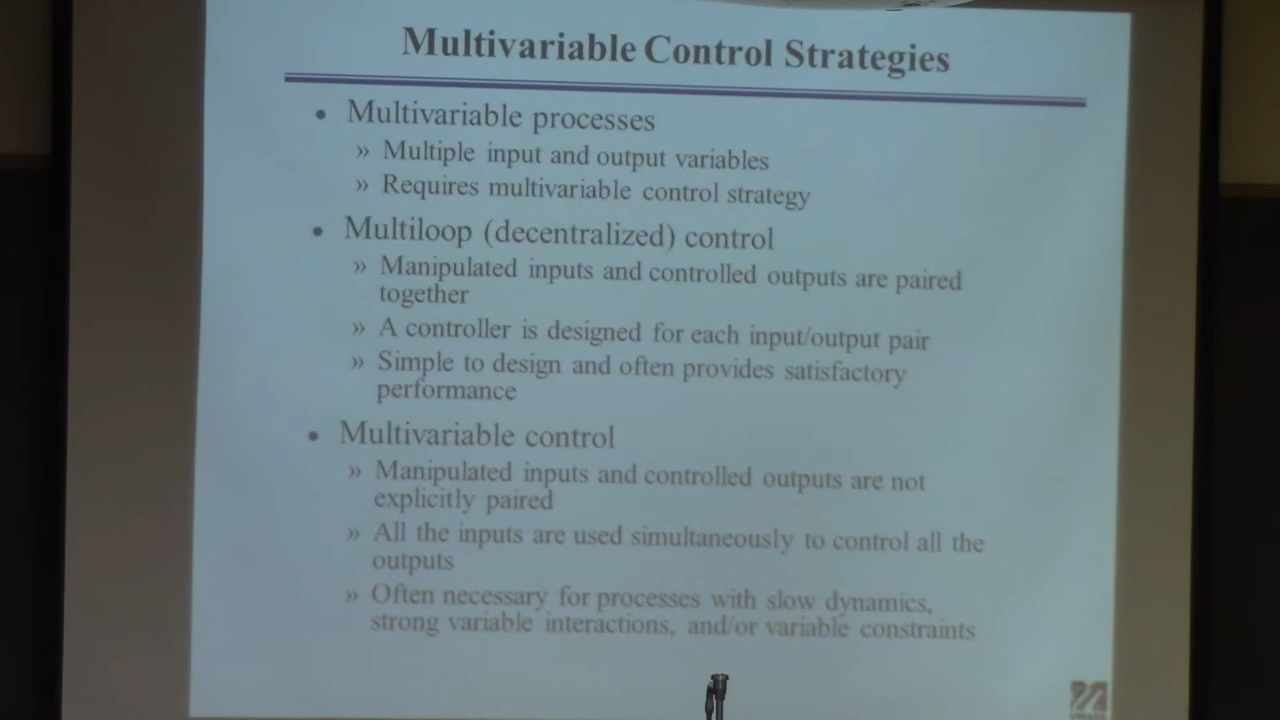 Multivariable Control Strategies
• Multivariable processes
» Multiple input and output variables
» Requires multivariable control strategy
• Multiloop (decentralized) control
» Manipulated inputs and controlled outputs are paired
together
» A controller is designed for each input/output pair
» Simple to design and often provides satisfactory
performance
• Multivariable control
» Manipulated inputs and controlled outputs are not
explicitly paired
» All the inputs are used simultaneously to control all the
outputs
» Often necessary for processes with slow dynamics,
strong variable interactions, and/or variable constraints